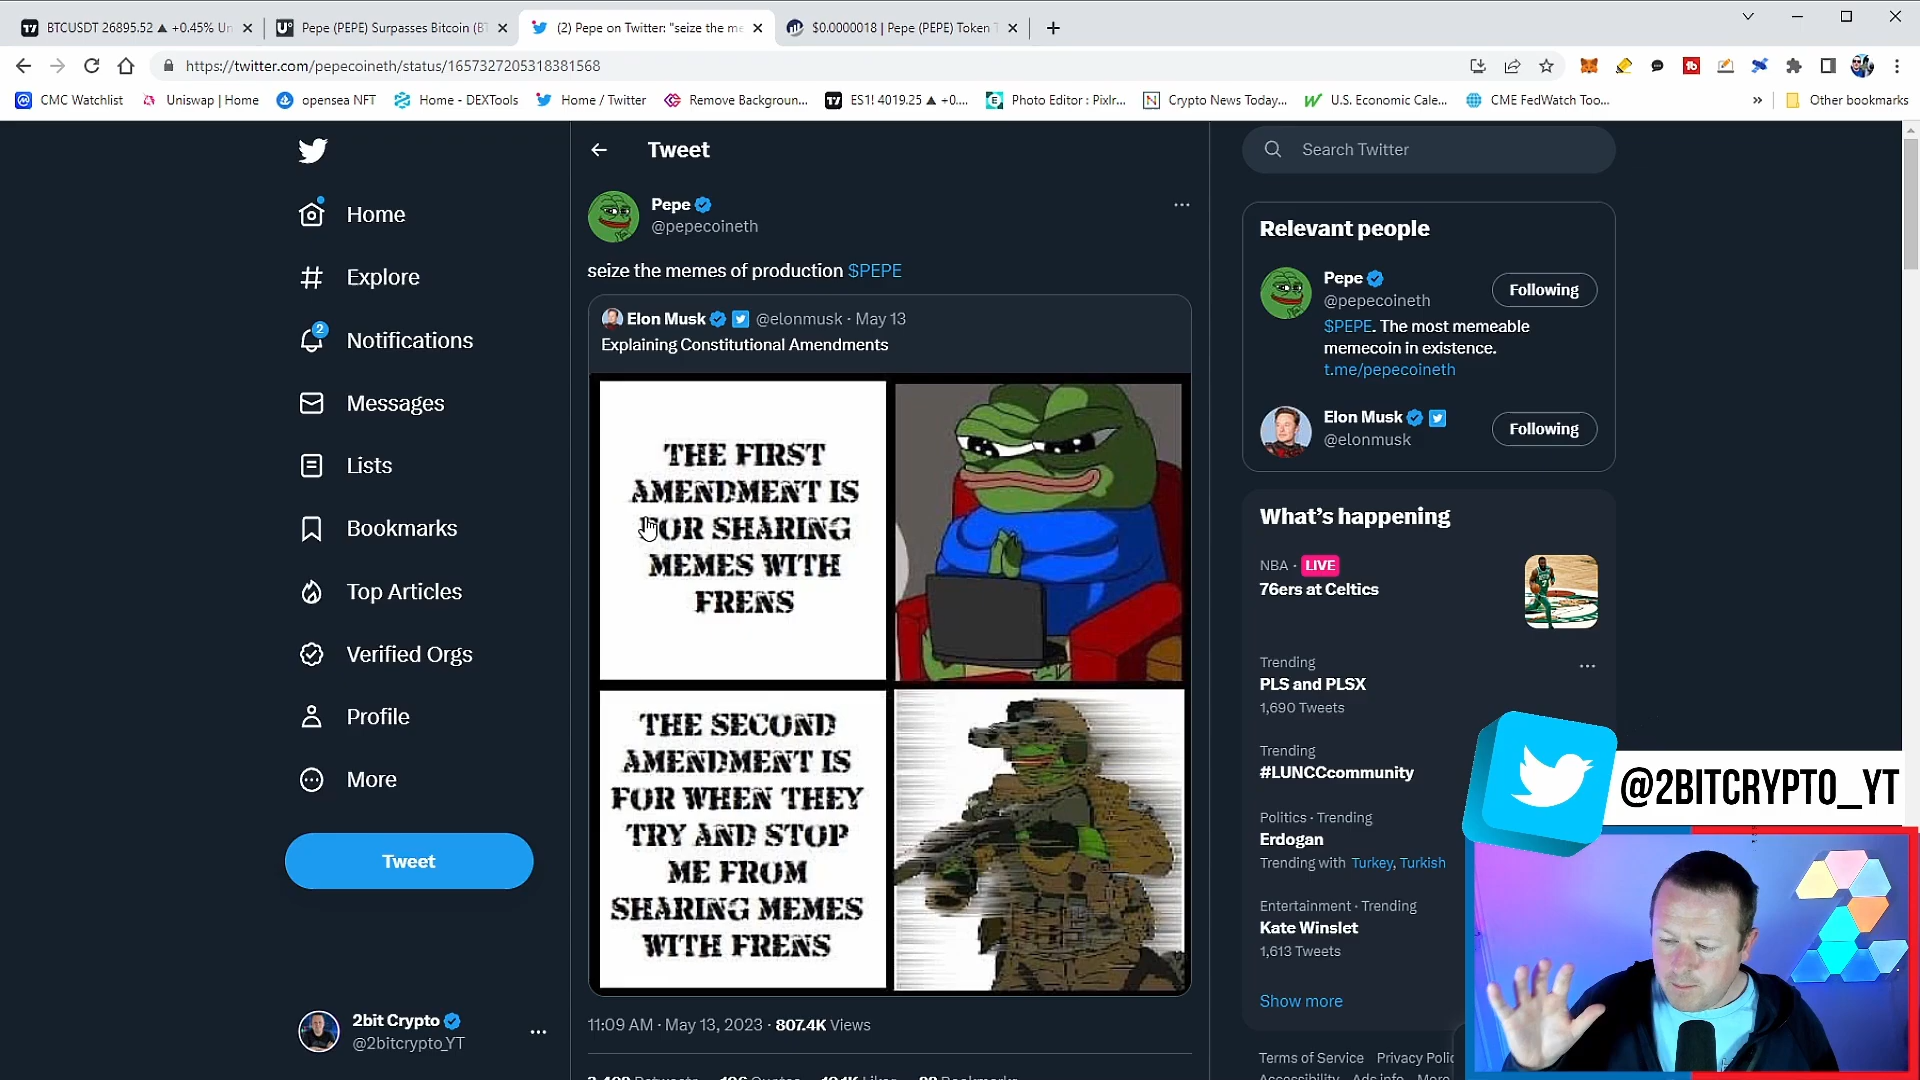 BTCUSDT 26895.52 ▲ +0.45% Un
Pepe (PEPE) Surpasses Bitcoin (BT
(2) Pepe on Twitter: "seize the me
$0.0000018 | Pepe (PEPE) Token T
https://twitter.com/pepecoineth/status/1657327205318381568
CMC Watchlist
Uniswap | Home
opensea NFT
Home - DEXTools
Home / Twitter
Remove Backgroun...
ES1! 4019.25 ▲ +0....
Photo Editor : Pixlr...
Crypto News Today...
U.S. Economic Cale...
CME FedWatch Too...
»
Other bookmarks
Home
Explore
2
Notifications
Messages
Lists
Bookmarks
Top Articles
Verified Orgs
Profile
More
Tweet
2bit Crypto
@2bitcrypto_YT
Tweet
Pepe
@pepecoineth
seize the memes of production $PEPE
Elon Musk @elonmusk · May 13
Explaining Constitutional Amendments
THE FIRST
AMENDMENT IS
FOR SHARING
MEMES WITH
FRENS
THE SECOND
AMENDMENT IS
FOR WHEN THEY
TRY AND STOP
ME FROM
SHARING MEMES
WITH FRENS
11:09 AM · May 13, 2023 · 807.4K Views
Search Twitter
Relevant people
Pepe
@pepecoineth
Following
$PEPE. The most memeable
memecoin in existence.
t.me/pepecoineth
Elon Musk
@elonmusk
Following
What's happening
NBA · LIVE
76ers at Celtics
Trending
PLS and PLSX
1,690 Tweets
Trending
#LUNCCcommunity
Politics · Trending
Erdogan
Trending with Turkey, Turkish
Entertainment · Trending
Kate Winslet
1,613 Tweets
Show more
Terms of Service Privacy Polic
@2BITCRYPTO_YT